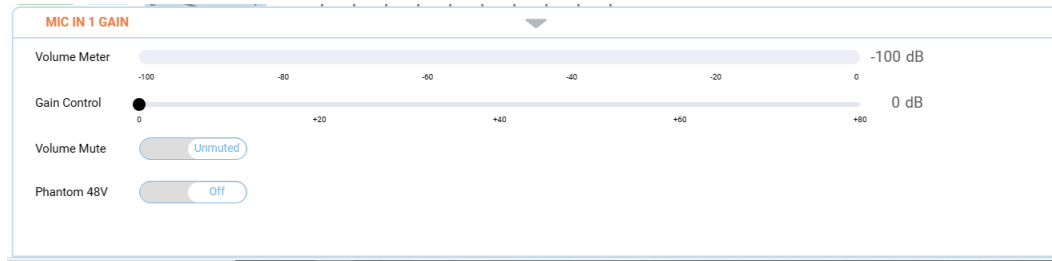 MIC IN 1 GAIN
Volume Meter -100 dB
-100 -80 -60 -40 -20 0
Gain Control 0 dB
0 +20 +40 +60 +80
Volume Mute Unmuted
Phantom 48V Off